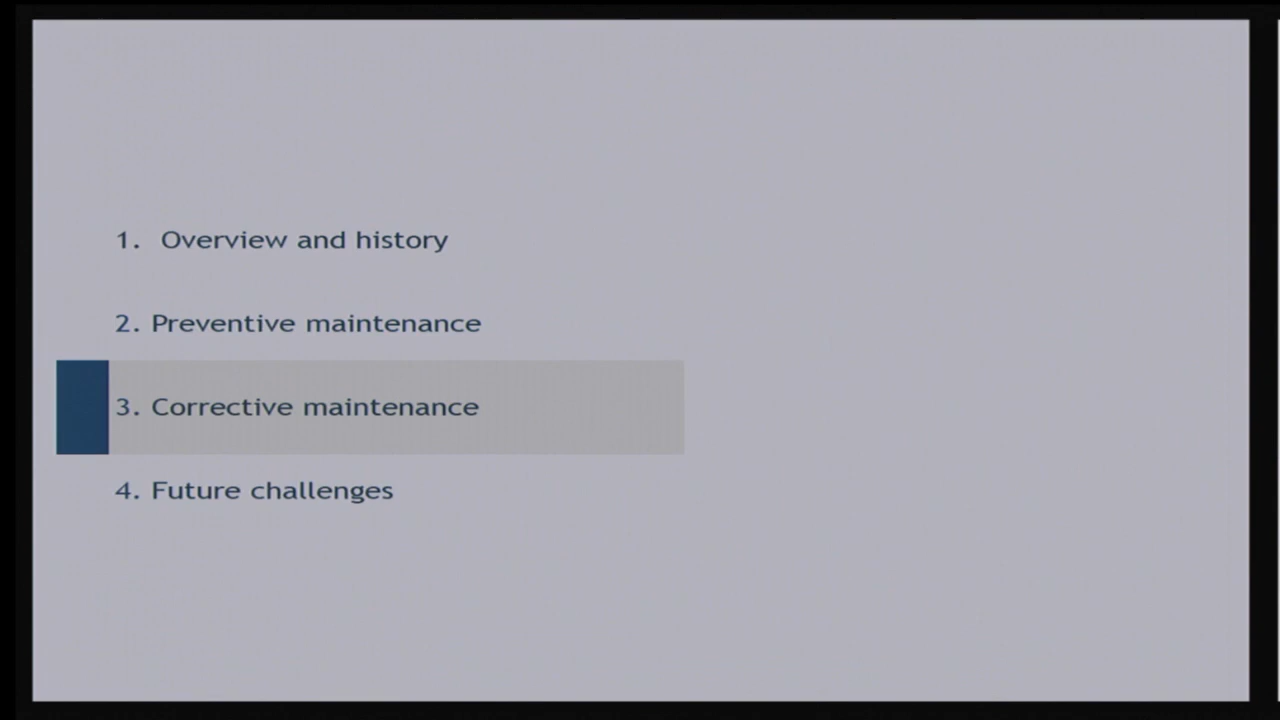 1. Overview and history
2. Preventive maintenance
3. Corrective maintenance
4. Future challenges